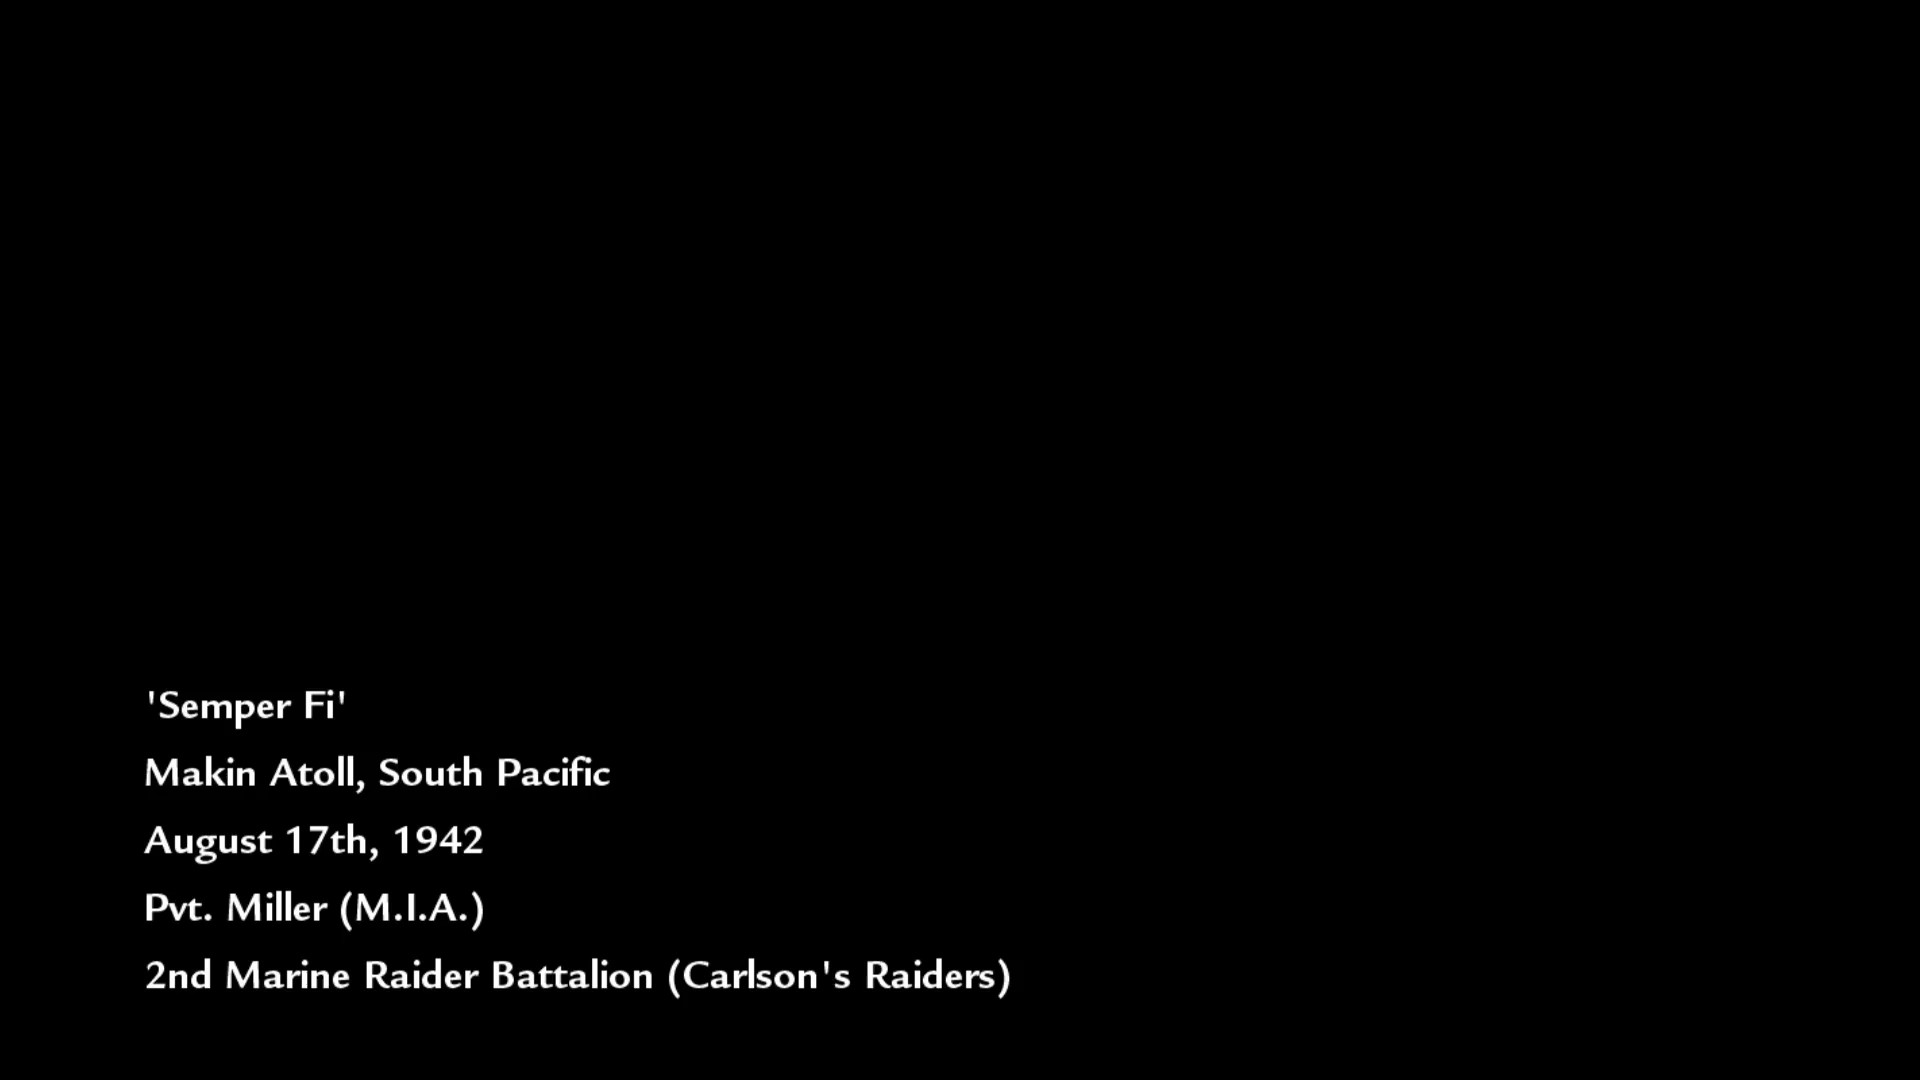 'Semper Fi'
Makin Atoll, South Pacific
August 17th, 1942
Pvt. Miller (M.I.A.)
2nd Marine Raider Battalion (Carlson's Raiders)